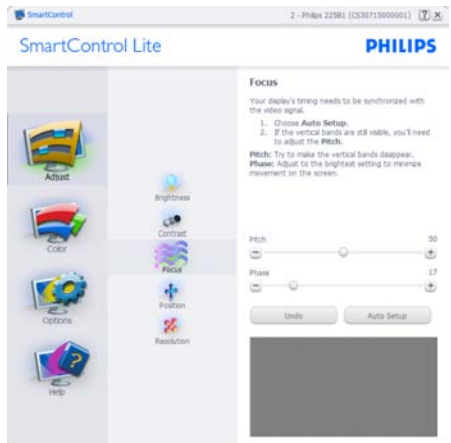 SmartControl
2 - Philips 225B1 (CS30715000001)
SmartControl Lite
PHILIPS
Adjust
Color
Options
Help
Brightness
Contrast
Focus
Position
Resolution
Focus
Your display's timing needs to be synchronized with
the video signal.
1. Choose Auto Setup.
2. If the vertical bands are still visible, you'll need
to adjust the Pitch.
Pitch: Try to make the vertical bands disappear.
Phase: Adjust to the brightest setting to minimize
movement on the screen.
Pitch 50
Phase 17
Undo Auto Setup